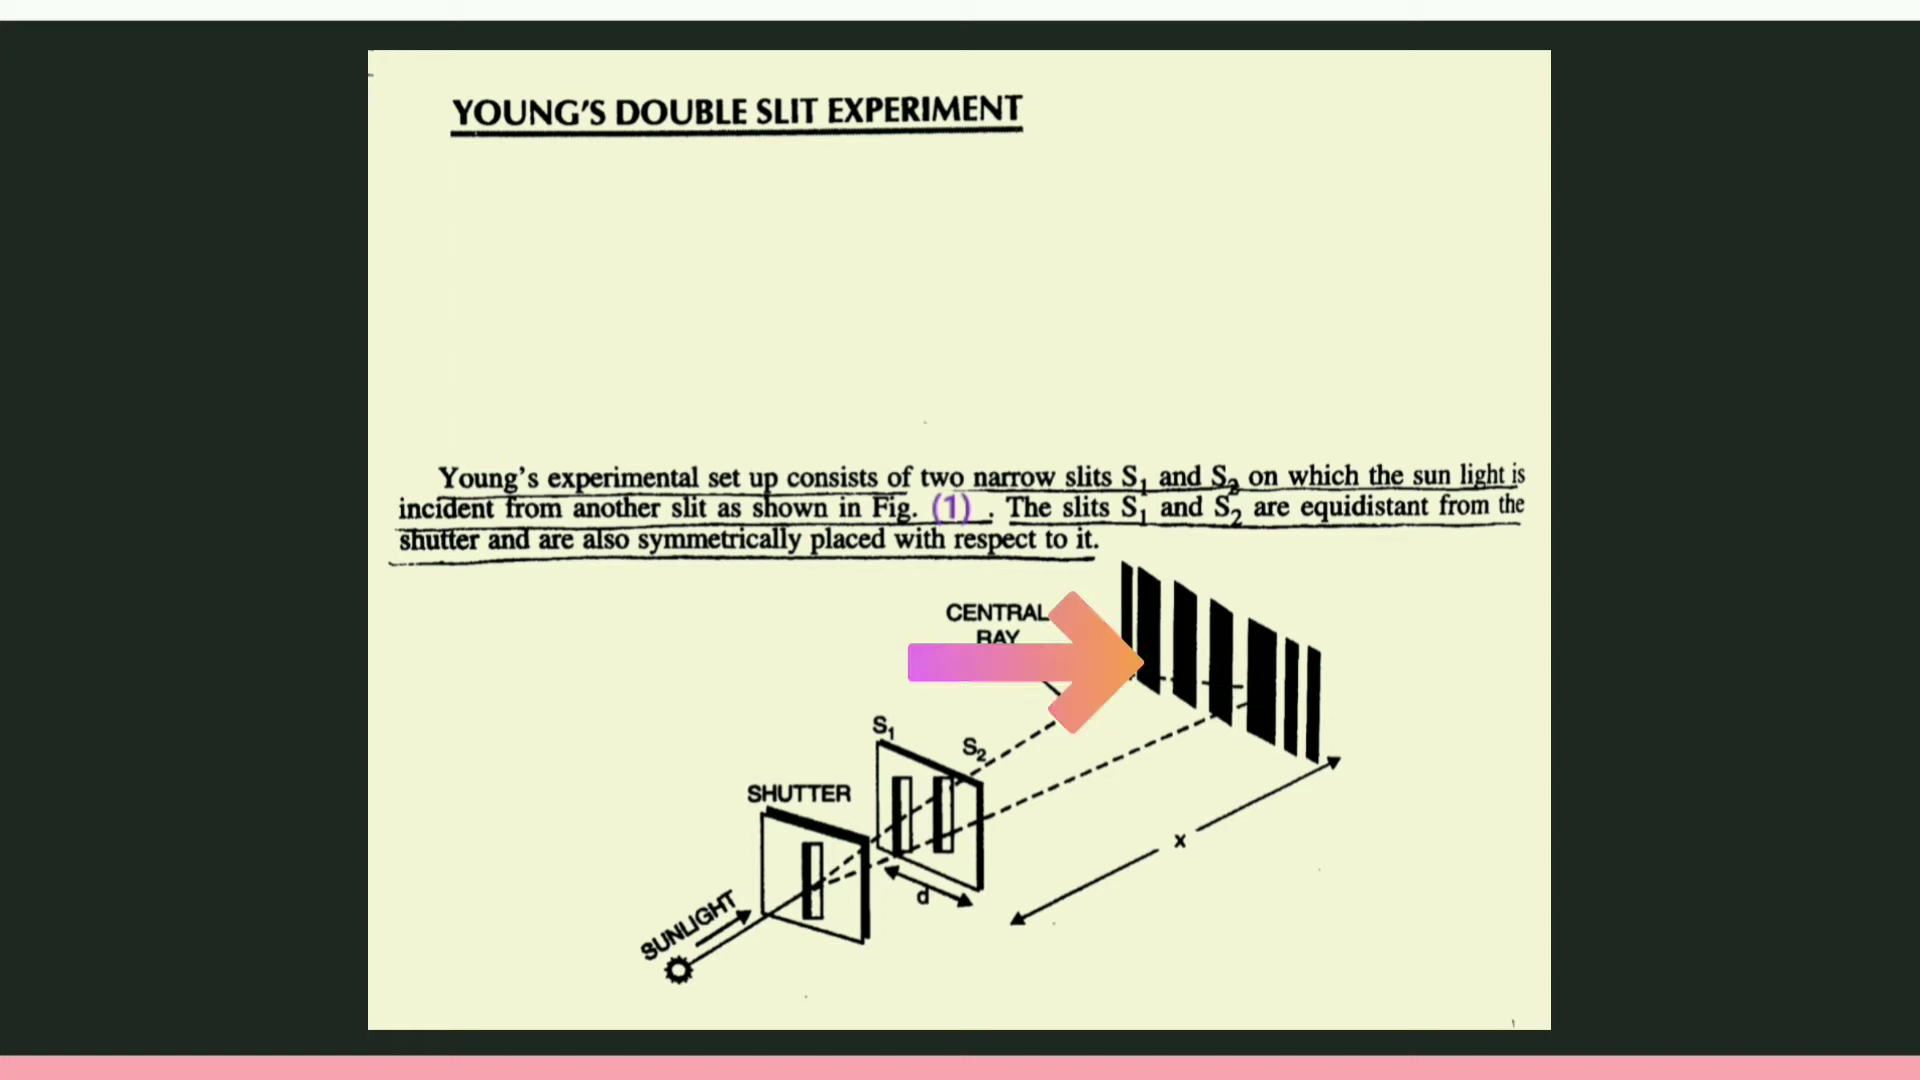 YOUNG'S DOUBLE SLIT EXPERIMENT
Young's experimental set up consists of two narrow slits S₁ and S₂ on which the sun light is
incident from another slit as shown in Fig. (1) . The slits S₁ and S₂ are equidistant from the
shutter and are also symmetrically placed with respect to it.
CENTRAL
RAY
S₁
S₂
SHUTTER
x
d
SUNLIGHT